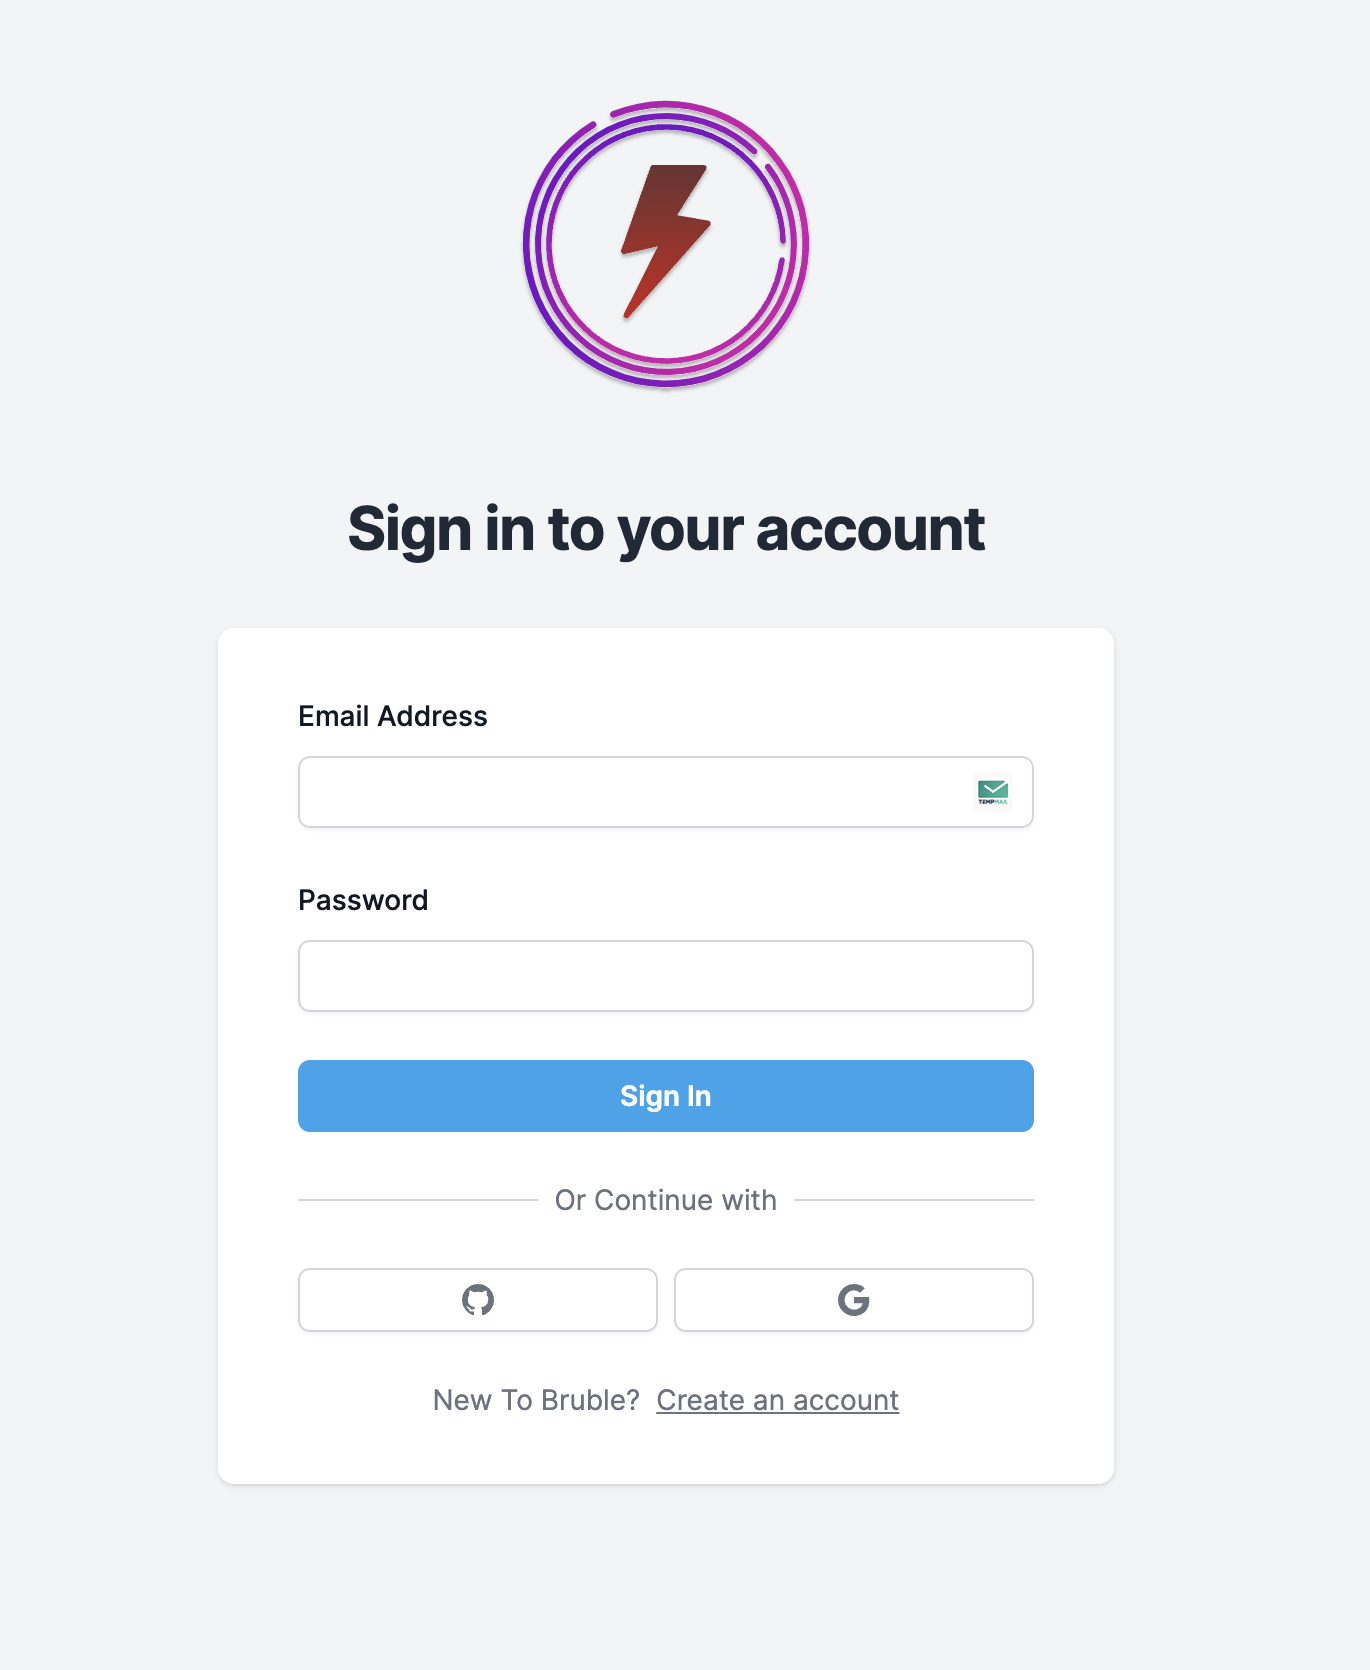 Sign in to your account
Email Address
TEMPMAIL
Password
Sign In
Or Continue with
New To Bruble? Create an account